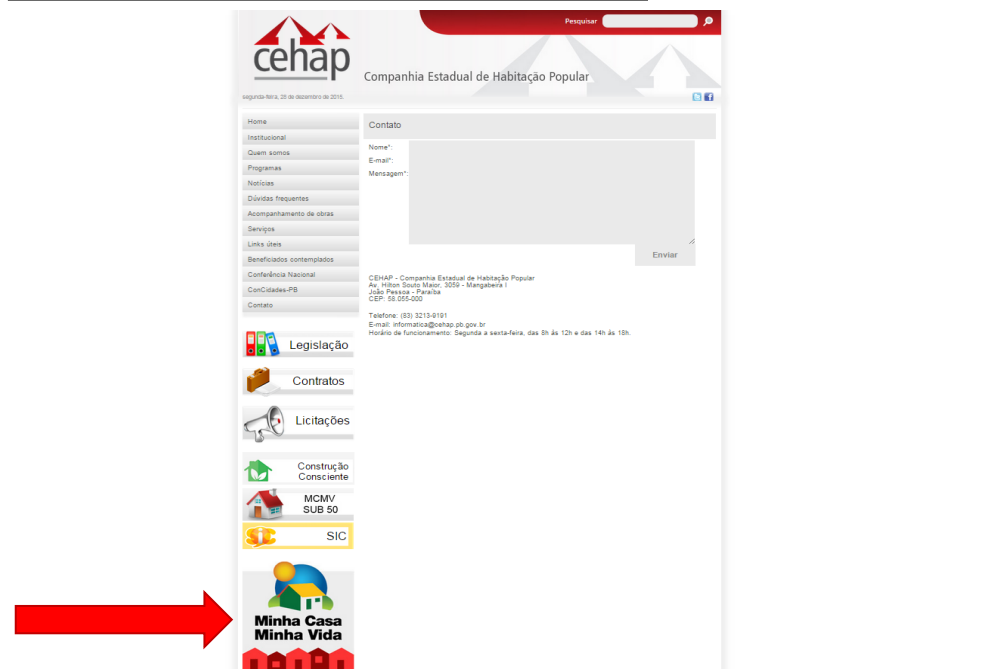 Pesquisar
cehap
Companhia Estadual de Habitação Popular
segunda-feira, 28 de dezembro de 2015.
Home
Institucional
Quem somos
Programas
Notícias
Dúvidas frequentes
Acompanhamento de obras
Serviços
Links úteis
Beneficiados contemplados
Conferência Nacional
ConCidades-PB
Contato
Legislação
Contratos
Licitações
Construção
Consciente
MCMV
SUB 50
SIC
Minha Casa
Minha Vida
Contato
Nome*:
E-mail*:
Mensagem*:
Enviar
CEHAP - Companhia Estadual de Habitação Popular
Av. Hilton Souto Maior, 3059 - Mangabeira I
João Pessoa - Paraíba
CEP: 58.055-000
Telefone: (83) 3213-9191
E-mail: informatica@cehap.pb.gov.br
Horário de funcionamento: Segunda a sexta-feira, das 8h ás 12h e das 14h ás 18h.